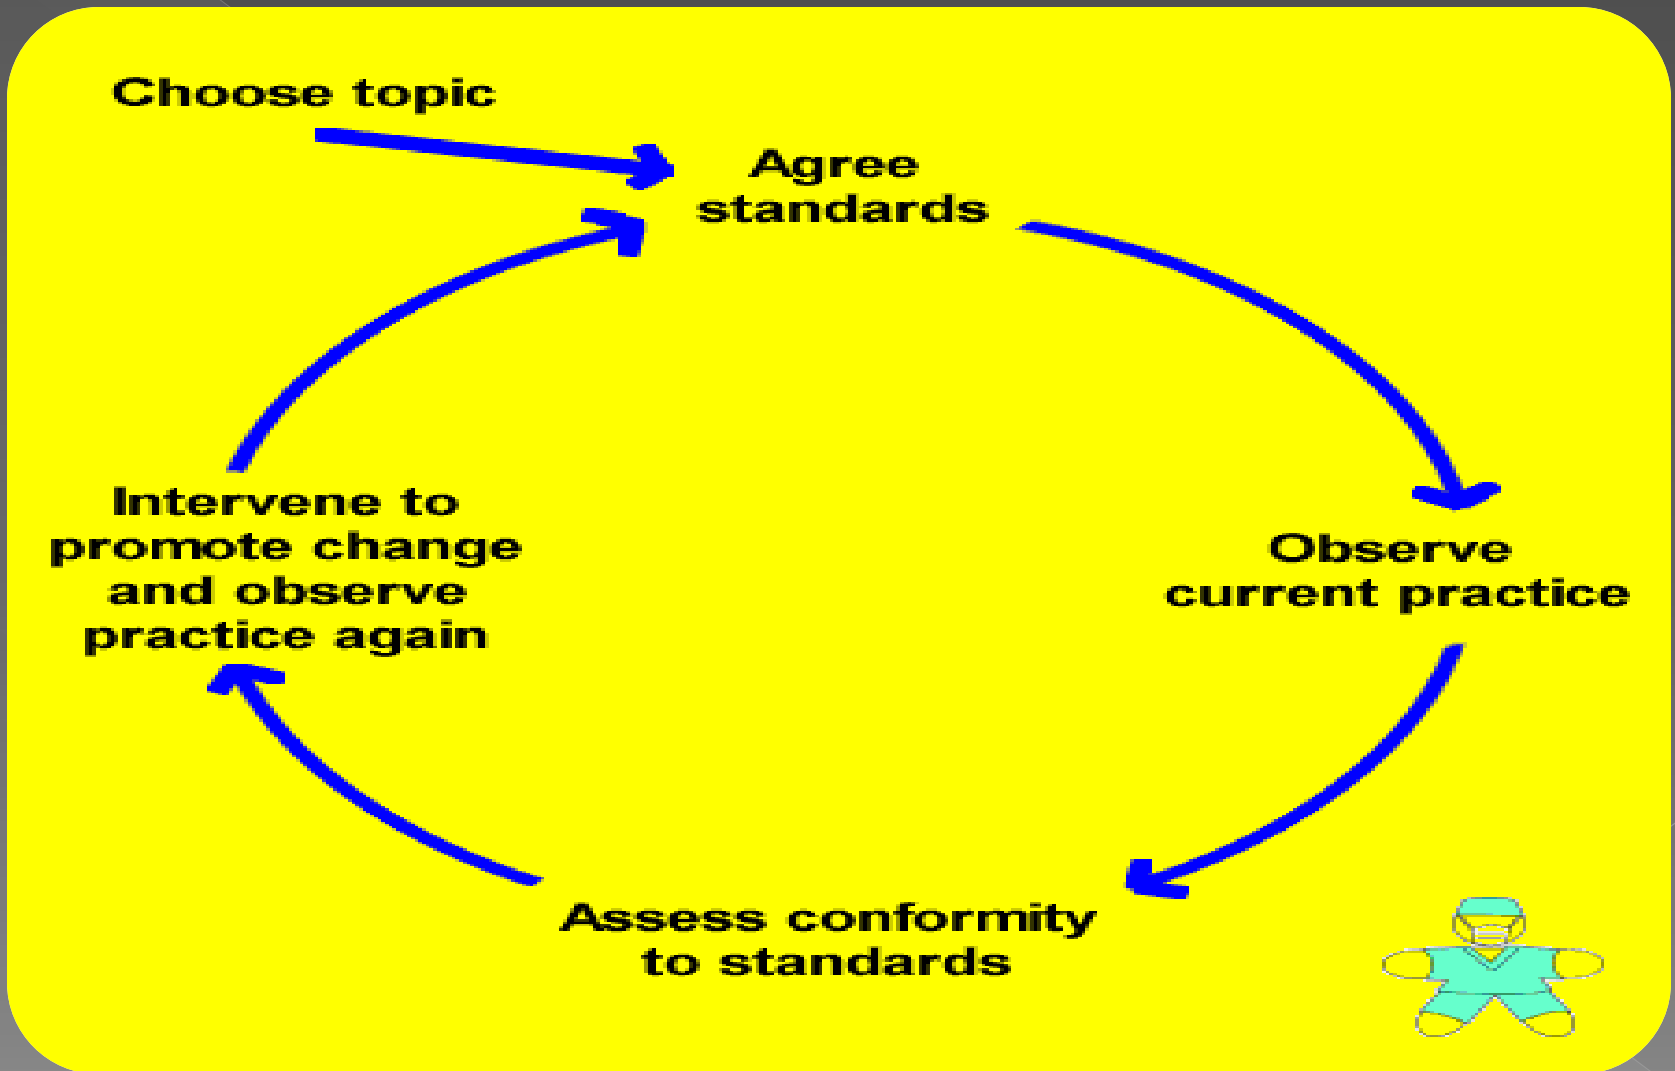 Choose topic
Agree
standards
Observe
current practice
Assess conformity
to standards
Intervene to
promote change
and observe
practice again